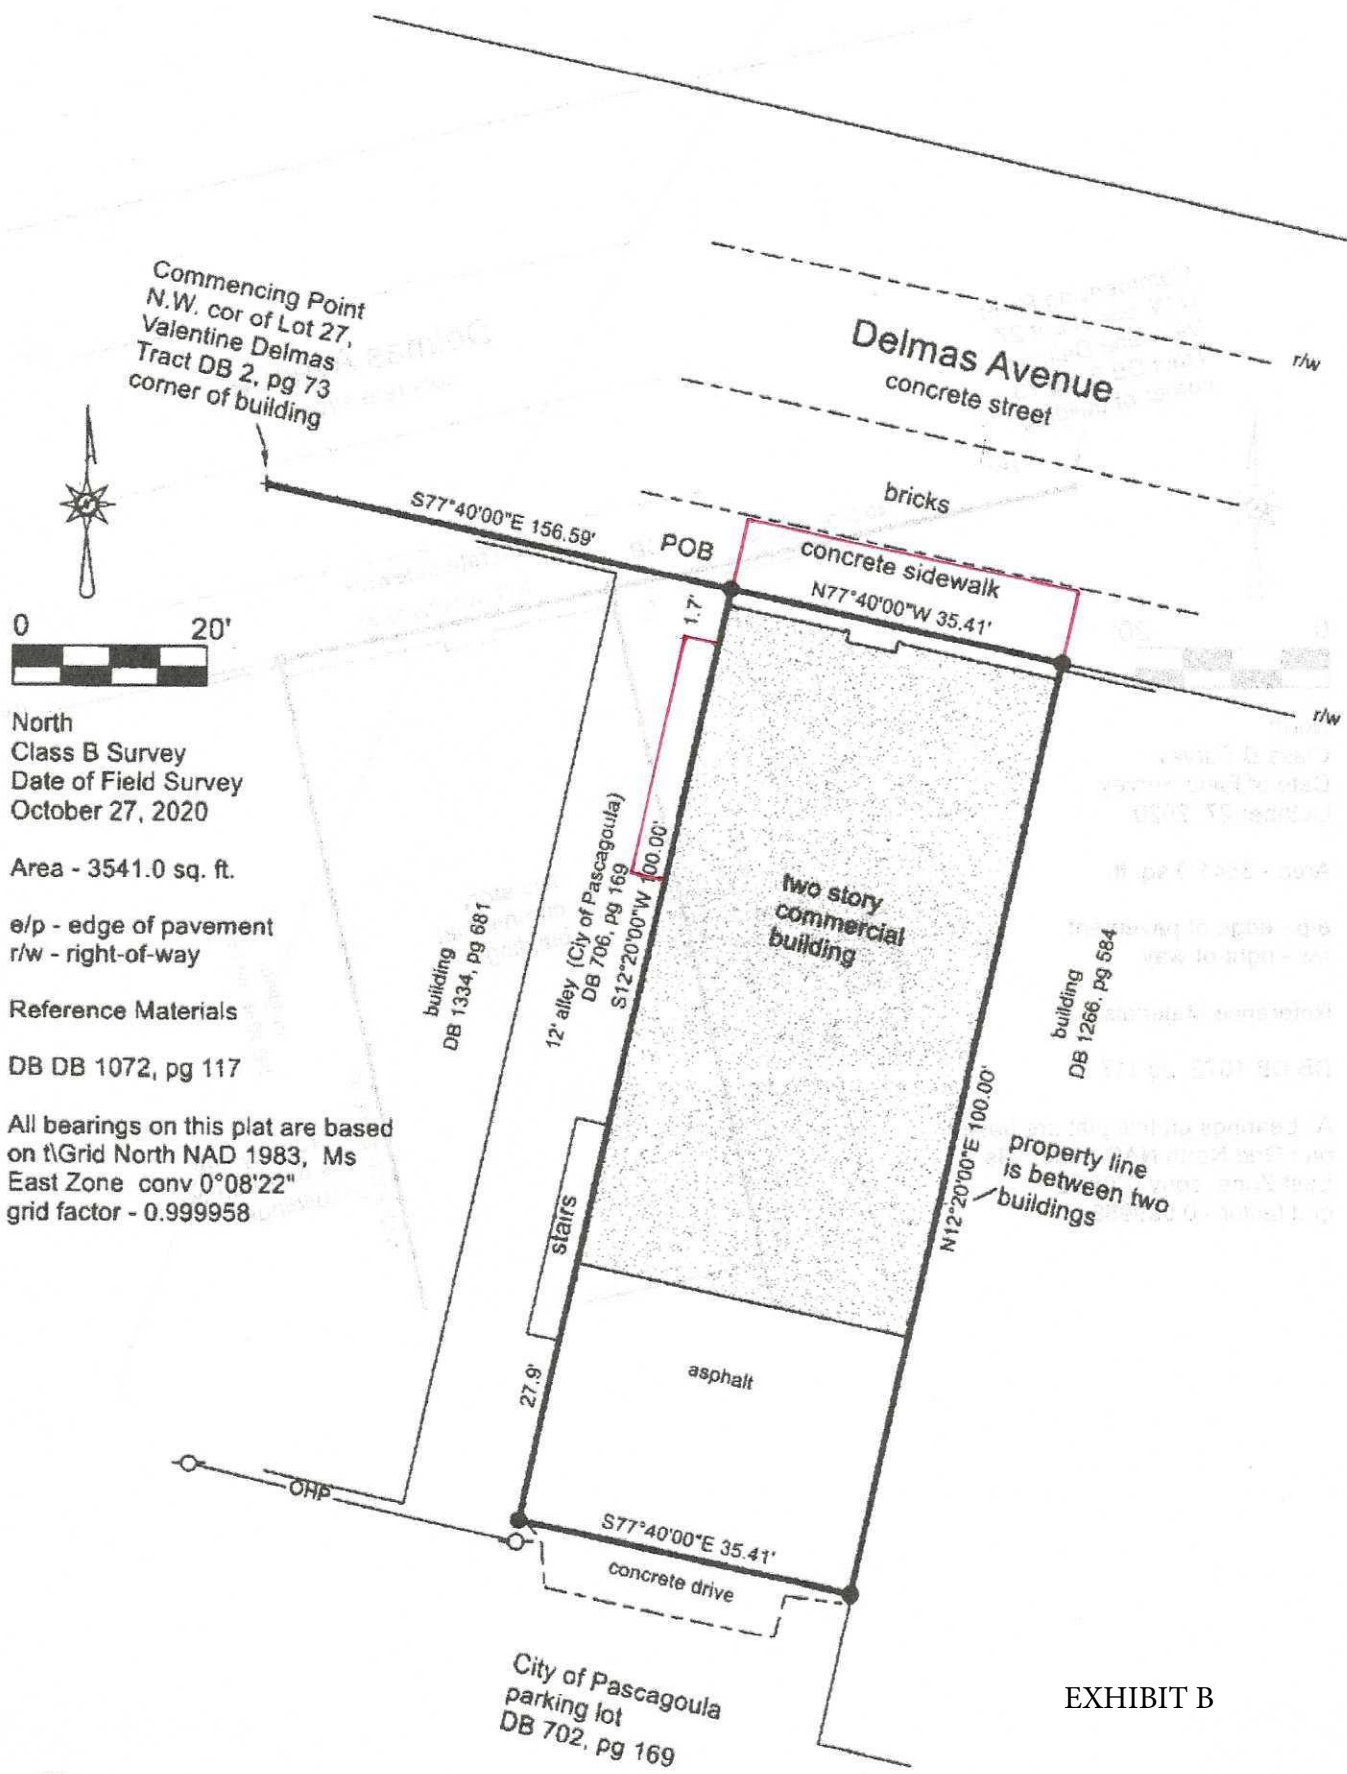 Commencing Point
N.W. cor of Lot 27,
Valentine Delmas
Tract DB 2, pg 73
corner of building
Delmas Avenue
concrete street
r/w
bricks
S77°40'00"E 156.59'
POB
concrete sidewalk
N77°40'00"W 35.41'
r/w
1.7'
0 20'
North
Class B Survey
Date of Field Survey
October 27, 2020
Area - 3541.0 sq. ft.
e/p - edge of pavement
r/w - right-of-way
Reference Materials
DB DB 1072, pg 117
All bearings on this plat are based
on t\Grid North NAD 1983, Ms
East Zone conv 0°08'22"
grid factor - 0.999958
building
DB 1334, pg 681
12' alley (City of Pascagoula)
DB 706, pg 169
S12°20'00"W 100.00'
two story
commercial
building
building
DB 1266, pg 584
N12°20'00"E 100.00'
property line
is between two
buildings
stairs
27.9'
asphalt
OHP
S77°40'00"E 35.41'
concrete drive
City of Pascagoula
parking lot
DB 702, pg 169
EXHIBIT B